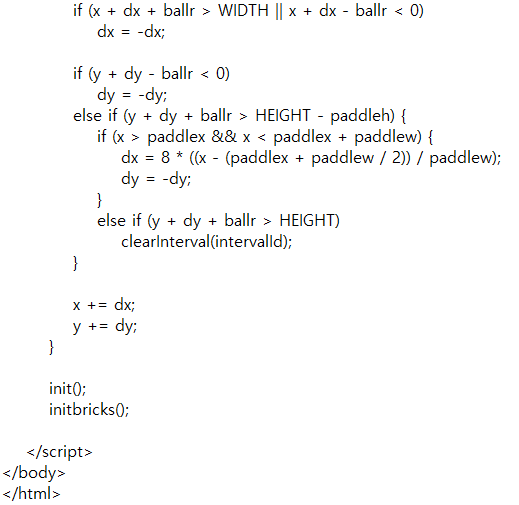 if (x + dx + ballr > WIDTH || x + dx - ballr < 0)
dx = -dx;
if (y + dy - ballr < 0)
dy = -dy;
else if (y + dy + ballr > HEIGHT - paddleh) {
if (x > paddlex && x < paddlex + paddlew) {
dx = 8 * ((x - (paddlex + paddlew / 2)) / paddlew);
dy = -dy;
}
else if (y + dy + ballr > HEIGHT)
clearInterval(intervalId);
}
x += dx;
y += dy;
}
init();
initbricks();
</script>
</body>
</html>